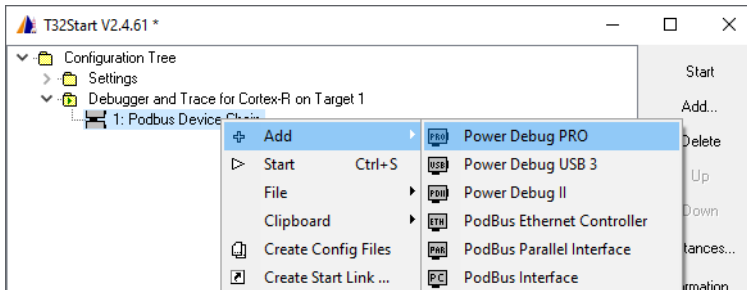 T32Start V2.4.61 *
Configuration Tree
Settings
Debugger and Trace for Cortex-R on Target 1
1: Podbus Device Chain
Add
Start Ctrl+S
File
Clipboard
Create Config Files
Create Start Link ...
PRO Power Debug PRO
USB Power Debug USB 3
PDII Power Debug II
ETH PodBus Ethernet Controller
PAR PodBus Parallel Interface
PC PodBus Interface
Start
Add...
Delete
Up
Down
tances...
rmation